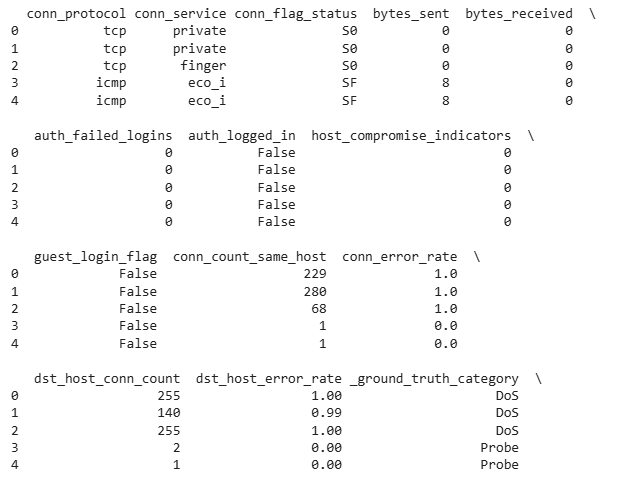 conn_protocol conn_service conn_flag_status bytes_sent bytes_received \
0 tcp private S0 0 0
1 tcp private S0 0 0
2 tcp finger S0 0 0
3 icmp eco_i SF 8 0
4 icmp eco_i SF 8 0
auth_failed_logins auth_logged_in host_compromise_indicators \
0 0 False 0
1 0 False 0
2 0 False 0
3 0 False 0
4 0 False 0
guest_login_flag conn_count_same_host conn_error_rate \
0 False 229 1.0
1 False 280 1.0
2 False 68 1.0
3 False 1 0.0
4 False 1 0.0
dst_host_conn_count dst_host_error_rate _ground_truth_category \
0 255 1.00 DoS
1 140 0.99 DoS
2 255 1.00 DoS
3 2 0.00 Probe
4 1 0.00 Probe